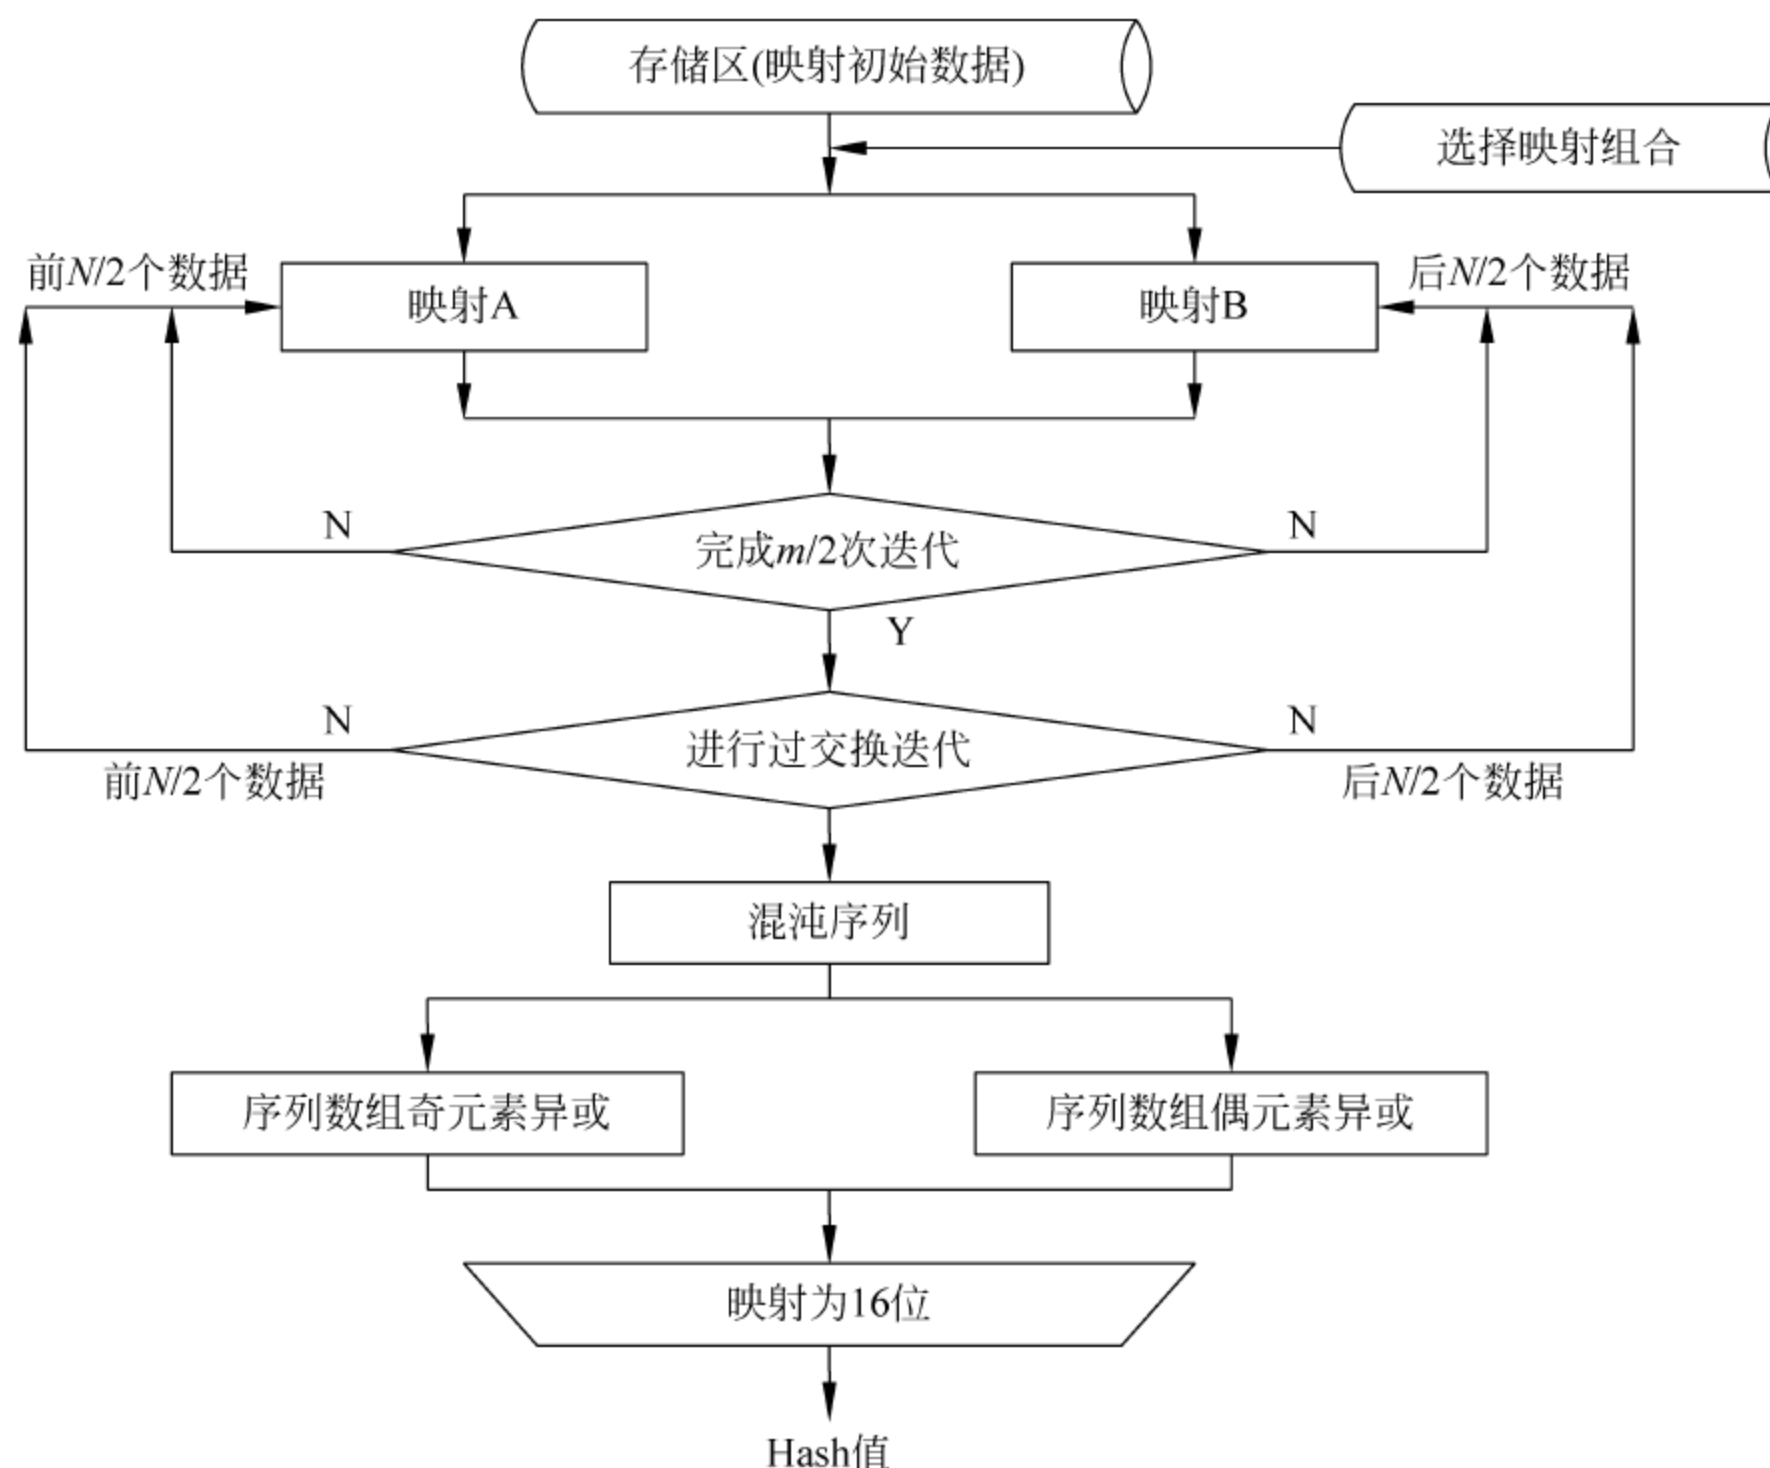 存储区(映射初始数据)
选择映射组合
前N/2个数据
映射A
映射B
后N/2个数据
N
完成m/2次迭代
N
Y
N
进行过交换迭代
N
前N/2个数据
后N/2个数据
混沌序列
序列数组奇元素异或
序列数组偶元素异或
映射为16位
Hash值